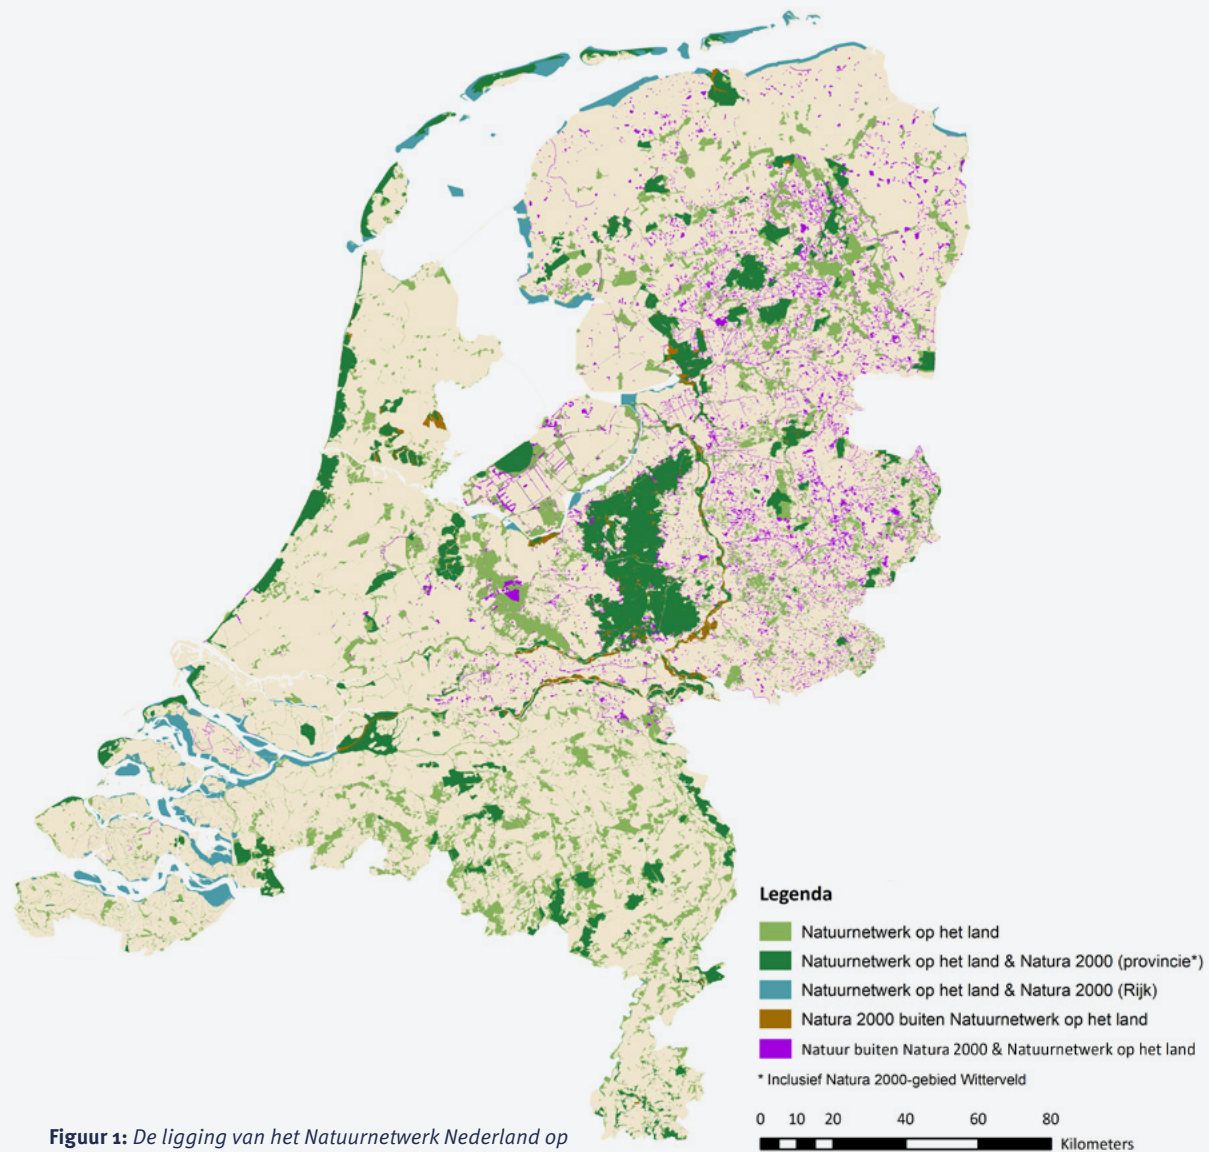 Legenda
Natuurnetwerk op het land
Natuurnetwerk op het land & Natura 2000 (provincie*)
Natuurnetwerk op het land & Natura 2000 (Rijk)
Natura 2000 buiten Natuurnetwerk op het land
Natuur buiten Natura 2000 & Natuurnetwerk op het land
* Inclusief Natura 2000-gebied Witterveld
0 10 20 40 60 80
Kilometers
Figuur 1: De ligging van het Natuurnetwerk Nederland op